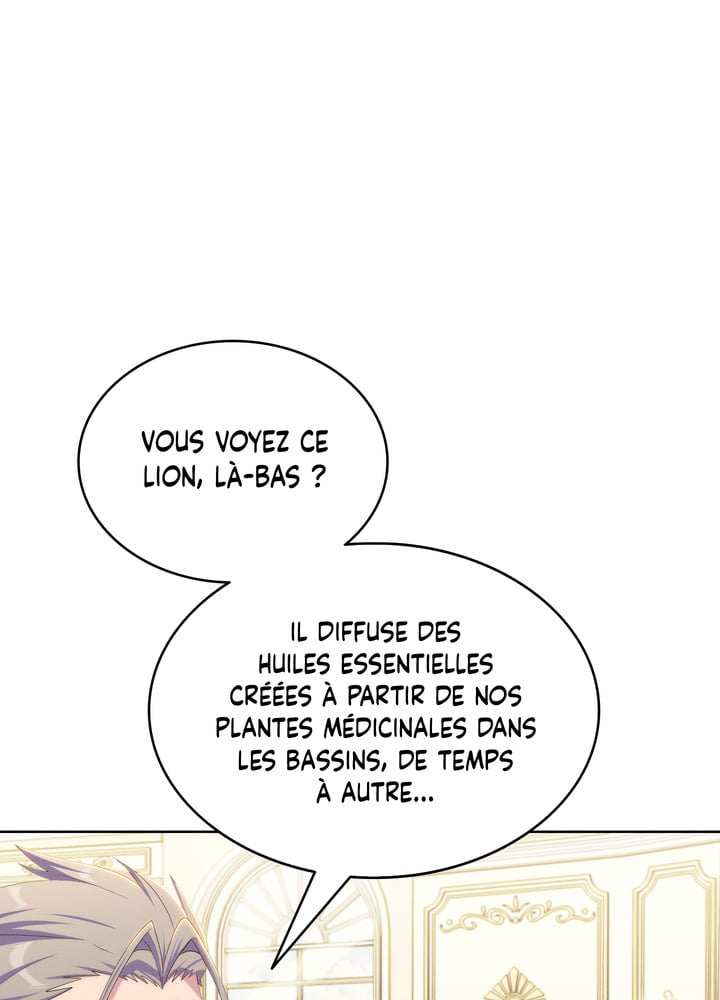 VOUS VOYEZ CE
LION, LÀ-BAS ?
IL DIFFUSE DES
HUILES ESSENTIELLES
CRÉÉES À PARTIR DE NOS
PLANTES MÉDICINALES DANS
LES BASSINS, DE TEMPS
À AUTRE...